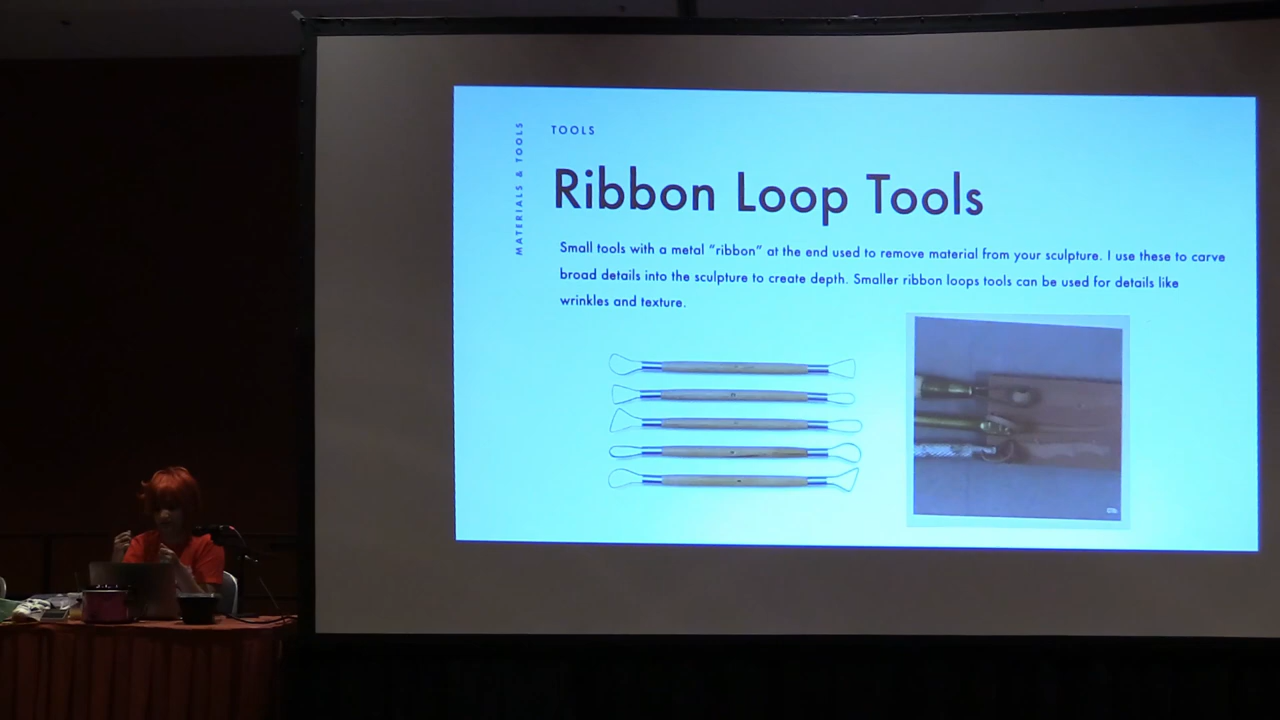 TOOLS
MATERIALS & TOOLS
Ribbon Loop Tools
Small tools with a metal “ribbon” at the end used to remove material from your sculpture. I use these to carve
broad details into the sculpture to create depth. Smaller ribbon loops tools can be used for details like
wrinkles and texture.